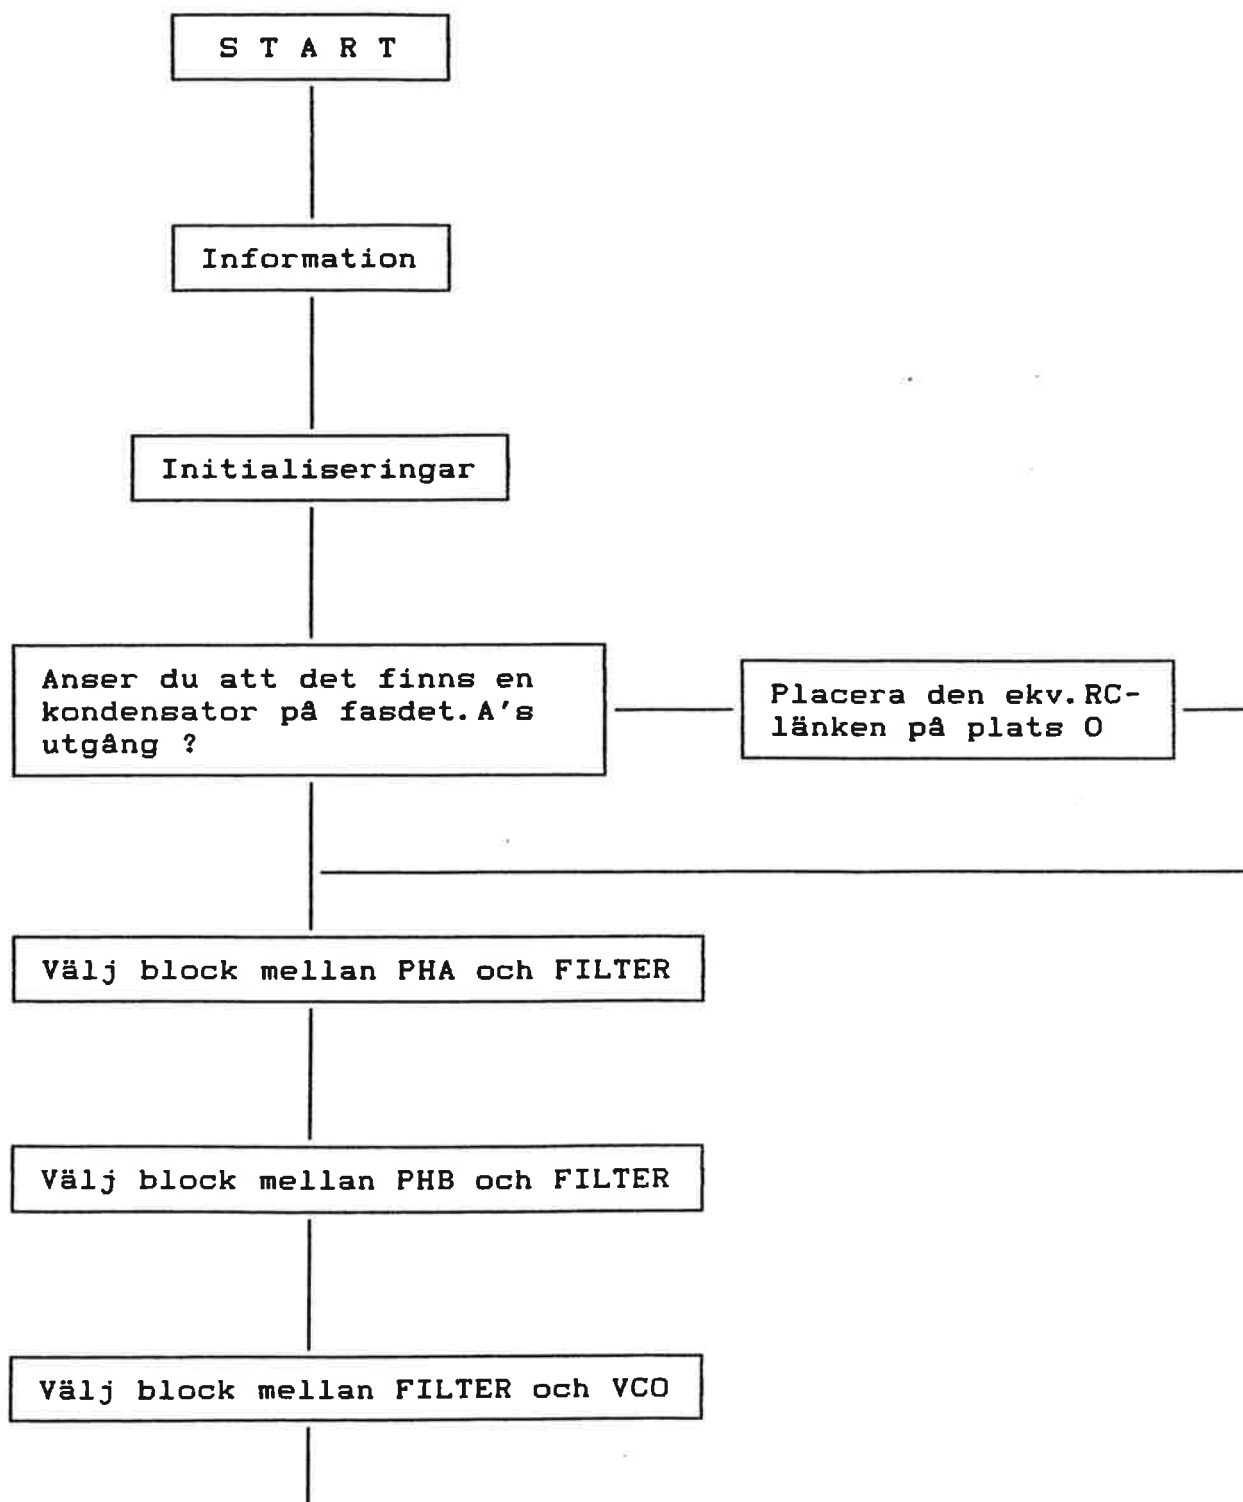 S T A R T
Information
Initialiseringar
Anser du att det finns en
kondensator på fasdet.A's
utgång ?
Placera den ekv.RC-
länken på plats 0
Välj block mellan PHA och FILTER
Välj block mellan PHB och FILTER
Välj block mellan FILTER och VCO